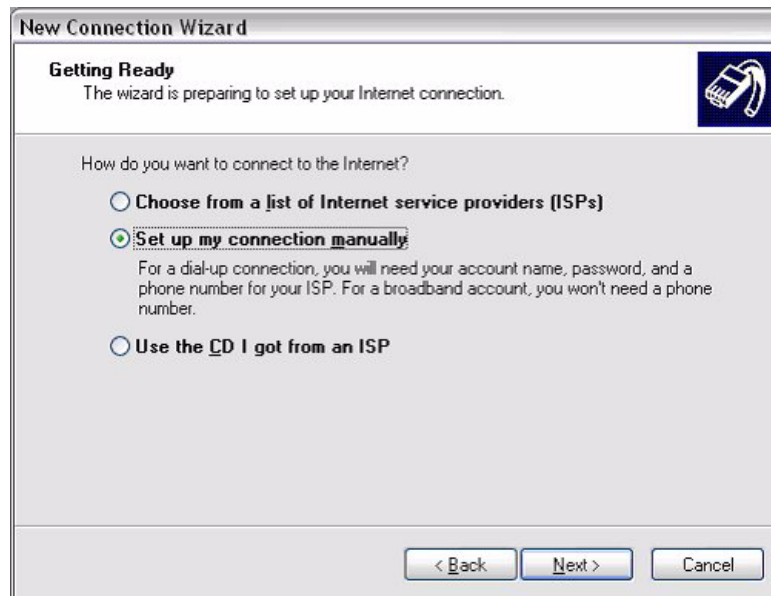 New Connection Wizard
Getting Ready
The wizard is preparing to set up your Internet connection.
How do you want to connect to the Internet?
Choose from a list of Internet service providers (ISPs)
Set up my connection manually
For a dial-up connection, you will need your account name, password, and a
phone number for your ISP. For a broadband account, you won't need a phone
number.
Use the CD I got from an ISP
< Back Next > Cancel